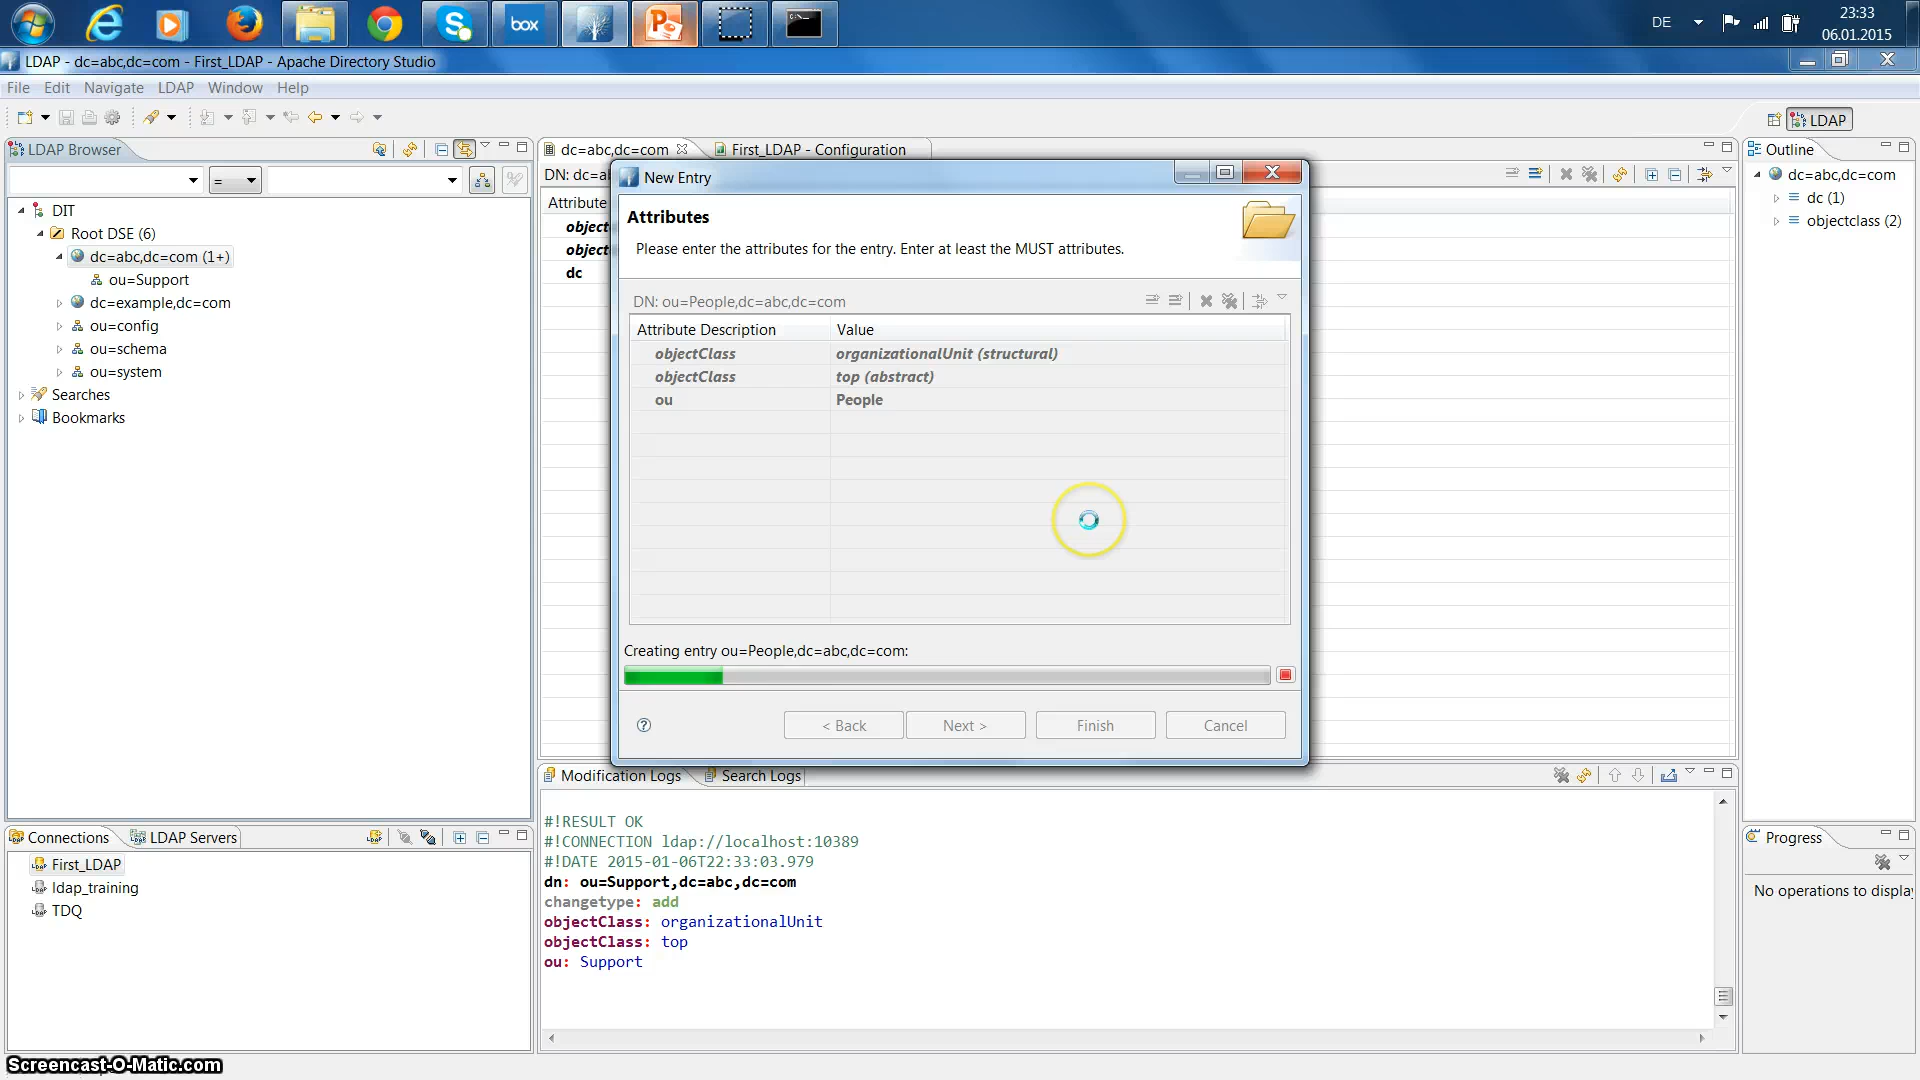 box
DE
23:33
06.01.2015
LDAP - dc=abc,dc=com - First_LDAP - Apache Directory Studio
File Edit Navigate LDAP Window Help
LDAP
LDAP Browser
=
DIT
Root DSE (6)
dc=abc,dc=com (1+)
ou=Support
dc=example,dc=com
ou=config
ou=schema
ou=system
Searches
Bookmarks
dc=abc,dc=com
First_LDAP - Configuration
DN: dc=ab
Attribute
object
object
dc
New Entry
Attributes
Please enter the attributes for the entry. Enter at least the MUST attributes.
DN: ou=People,dc=abc,dc=com
Attribute Description Value
objectClass organizationalUnit (structural)
objectClass top (abstract)
ou People
Creating entry ou=People,dc=abc,dc=com:
< Back Next > Finish Cancel
Outline
dc=abc,dc=com
dc (1)
objectclass (2)
Connections LDAP Servers
First_LDAP
ldap_training
TDQ
Modification Logs Search Logs
#!RESULT OK
#!CONNECTION ldap://localhost:10389
#!DATE 2015-01-06T22:33:03.979
dn: ou=Support,dc=abc,dc=com
changetype: add
objectClass: organizationalUnit
objectClass: top
ou: Support
Progress
No operations to display
Screencast-O-Matic.com